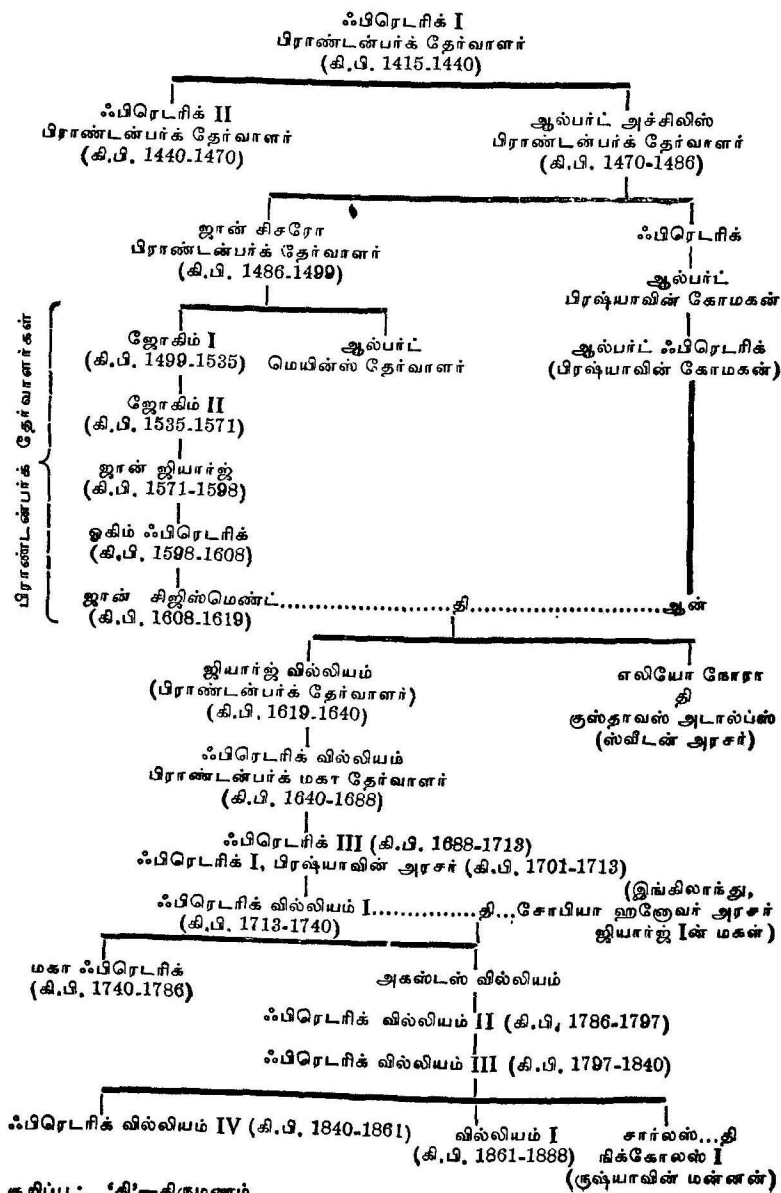 ஃபிரெடரிக் I
பிராண்டன்பர்க் தேர்வாளர்
(கி.பி. 1415-1440)
ஃபிரெடரிக் II
பிராண்டன்பர்க் தேர்வாளர்
(கி.பி. 1440-1470)
ஆல்பர்ட் அச்சிலிஸ்
பிராண்டன்பர்க் தேர்வாளர்
(கி.பி. 1470-1486)
ஜான் சிசரோ
பிராண்டன்பர்க் தேர்வாளர்
(கி.பி. 1486-1499)
ஃபிரெடரிக்
ஆல்பர்ட்
பிரஷ்யாவின் கோமகன்
பிராண்டன்பர்க் தேர்வாளர்கள்
ஜோகிம் I
(கி.பி. 1499-1535)
ஆல்பர்ட்
மெயின்ஸ் தேர்வாளர்
ஆல்பர்ட் ஃபிரெடரிக்
(பிரஷ்யாவின் கோமகன்)
ஜோகிம் II
(கி.பி. 1535-1571)
ஜான் ஜியார்ஜ்
(கி.பி. 1571-1598)
ஓகிம் ஃபிரெடரிக்
(கி.பி. 1598-1608)
ஜான் சிஜிஸ்மெண்ட்......................தி......................ஆன்
(கி.பி. 1608-1619)
ஜியார்ஜ் வில்லியம்
(பிராண்டன்பர்க் தேர்வாளர்)
(கி.பி. 1619-1640)
எலியோ நோரா
தி
குஸ்தாவஸ் அடால்ப்ஸ்
(ஸ்வீடன் அரசர்)
ஃபிரெடரிக் வில்லியம்
பிராண்டன்பர்க் மகா தேர்வாளர்
(கி.பி. 1640-1688)
ஃபிரெடரிக் III (கி.பி. 1688-1713)
ஃபிரெடரிக் I, பிரஷ்யாவின் அரசர் (கி.பி. 1701-1713)
ஃபிரெடரிக் வில்லியம் I.............தி...சோபியா ஹனோவர் அரசர்
(கி.பி. 1713-1740)
(இங்கிலாந்து,
ஜியார்ஜ் Iன் மகள்)
மகா ஃபிரெடரிக்
(கி.பி. 1740-1786)
அகஸ்டஸ் வில்லியம்
ஃபிரெடரிக் வில்லியம் II (கி.பி. 1786-1797)
ஃபிரெடரிக் வில்லியம் III (கி.பி. 1797-1840)
ஃபிரெடரிக் வில்லியம் IV (கி.பி. 1840-1861)
வில்லியம் I
(கி.பி. 1861-1888)
சார்லஸ்...தி
நிக்கோலஸ் I
(ருஷ்யாவின் மன்னன்)